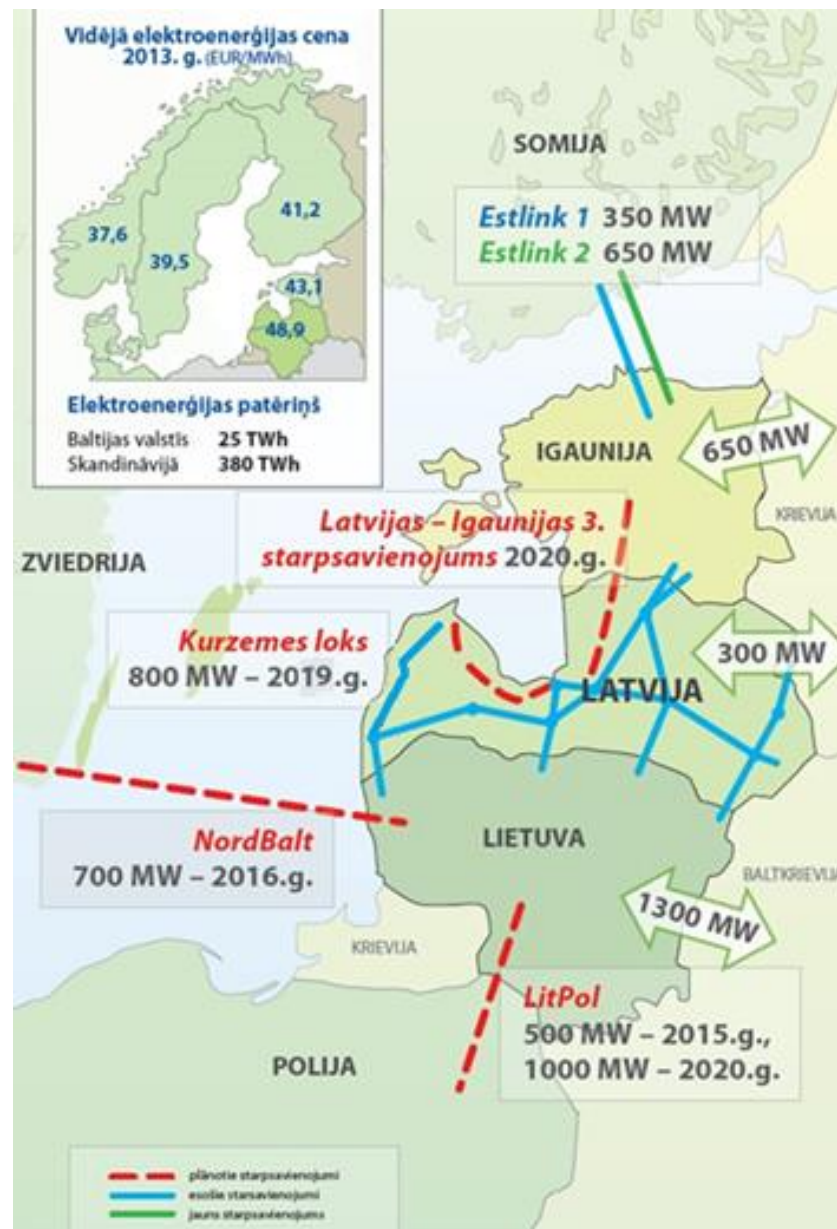 Vidējā elektroenerģijas cena
2013. g. (EUR/MWh)
37,6
39,5
41,2
43,1
48,9
Elektroenerģijas patēriņš
Baltijas valstīs 25 TWh
Skandināvijā 380 TWh
SOMIJA
Estlink 1 350 MW
Estlink 2 650 MW
IGAUNIJA
650 MW
KRIEVIJA
Latvijas – Igaunijas 3.
starpsavienojums 2020.g.
ZVIEDRIJA
Kurzemes loks
800 MW – 2019.g.
300 MW
LATVIJA
NordBalt
700 MW – 2016.g.
LIETUVA
BALTKRIEVIJA
1300 MW
KRIEVIJA
LitPol
500 MW – 2015.g.,
1000 MW – 2020.g.
POLIJA
plānotie starpsavienojumi
esošie starsavienojumi
jauns starpsavienojums